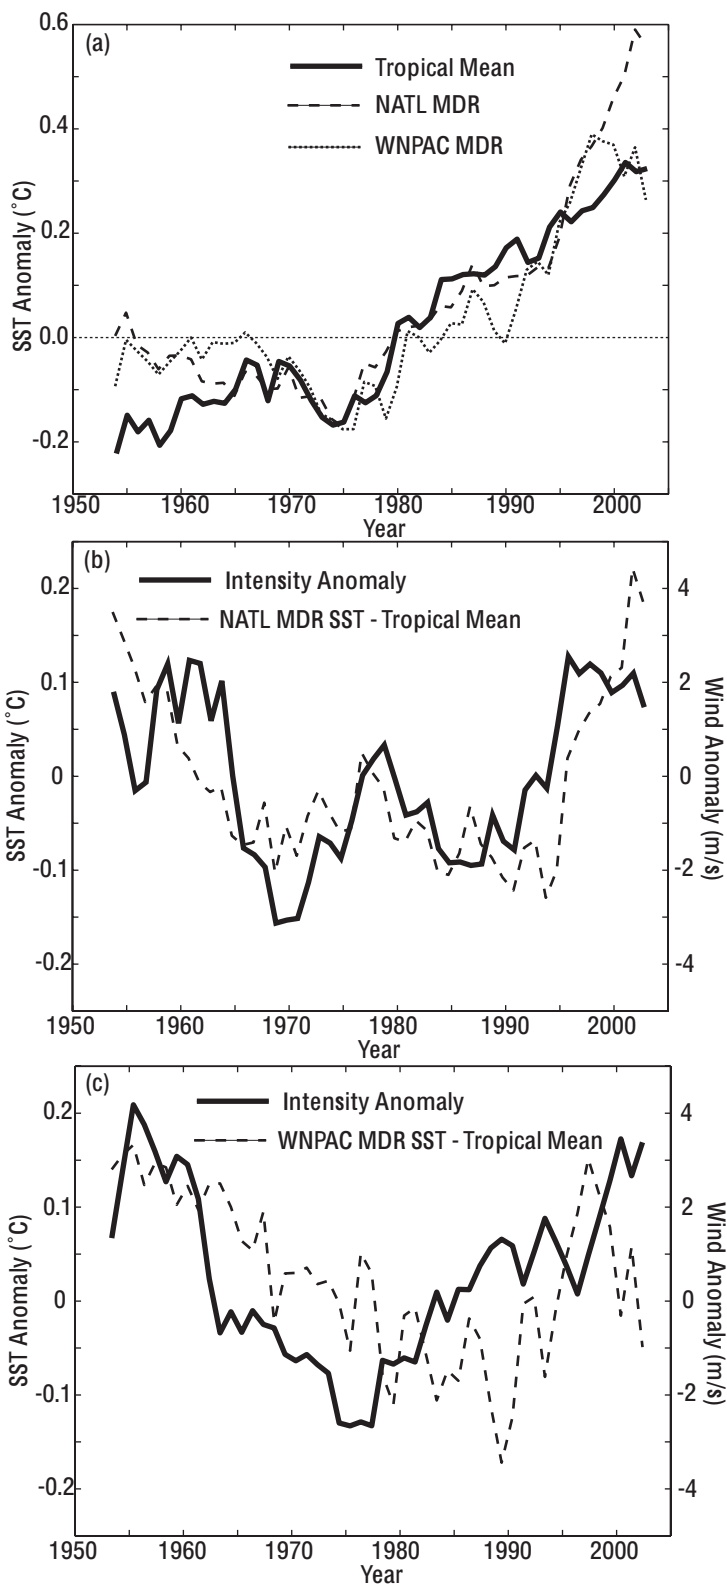 (a)
Tropical Mean
NATL MDR
WNPAC MDR
SST Anomaly (˚C)
0.6
0.4
0.2
0.0
-0.2
1950 1960 1970 1980 1990 2000
Year
(b)
Intensity Anomaly
NATL MDR SST - Tropical Mean
SST Anomaly (˚C)
0.2
0.1
0
-0.1
-0.2
4
2
0
-2
-4
Wind Anomaly (m/s)
1950 1960 1970 1980 1990 2000
Year
(c)
Intensity Anomaly
WNPAC MDR SST - Tropical Mean
SST Anomaly (˚C)
0.2
0.1
0
-0.1
-0.2
4
2
0
-2
-4
Wind Anomaly (m/s)
1950 1960 1970 1980 1990 2000
Year